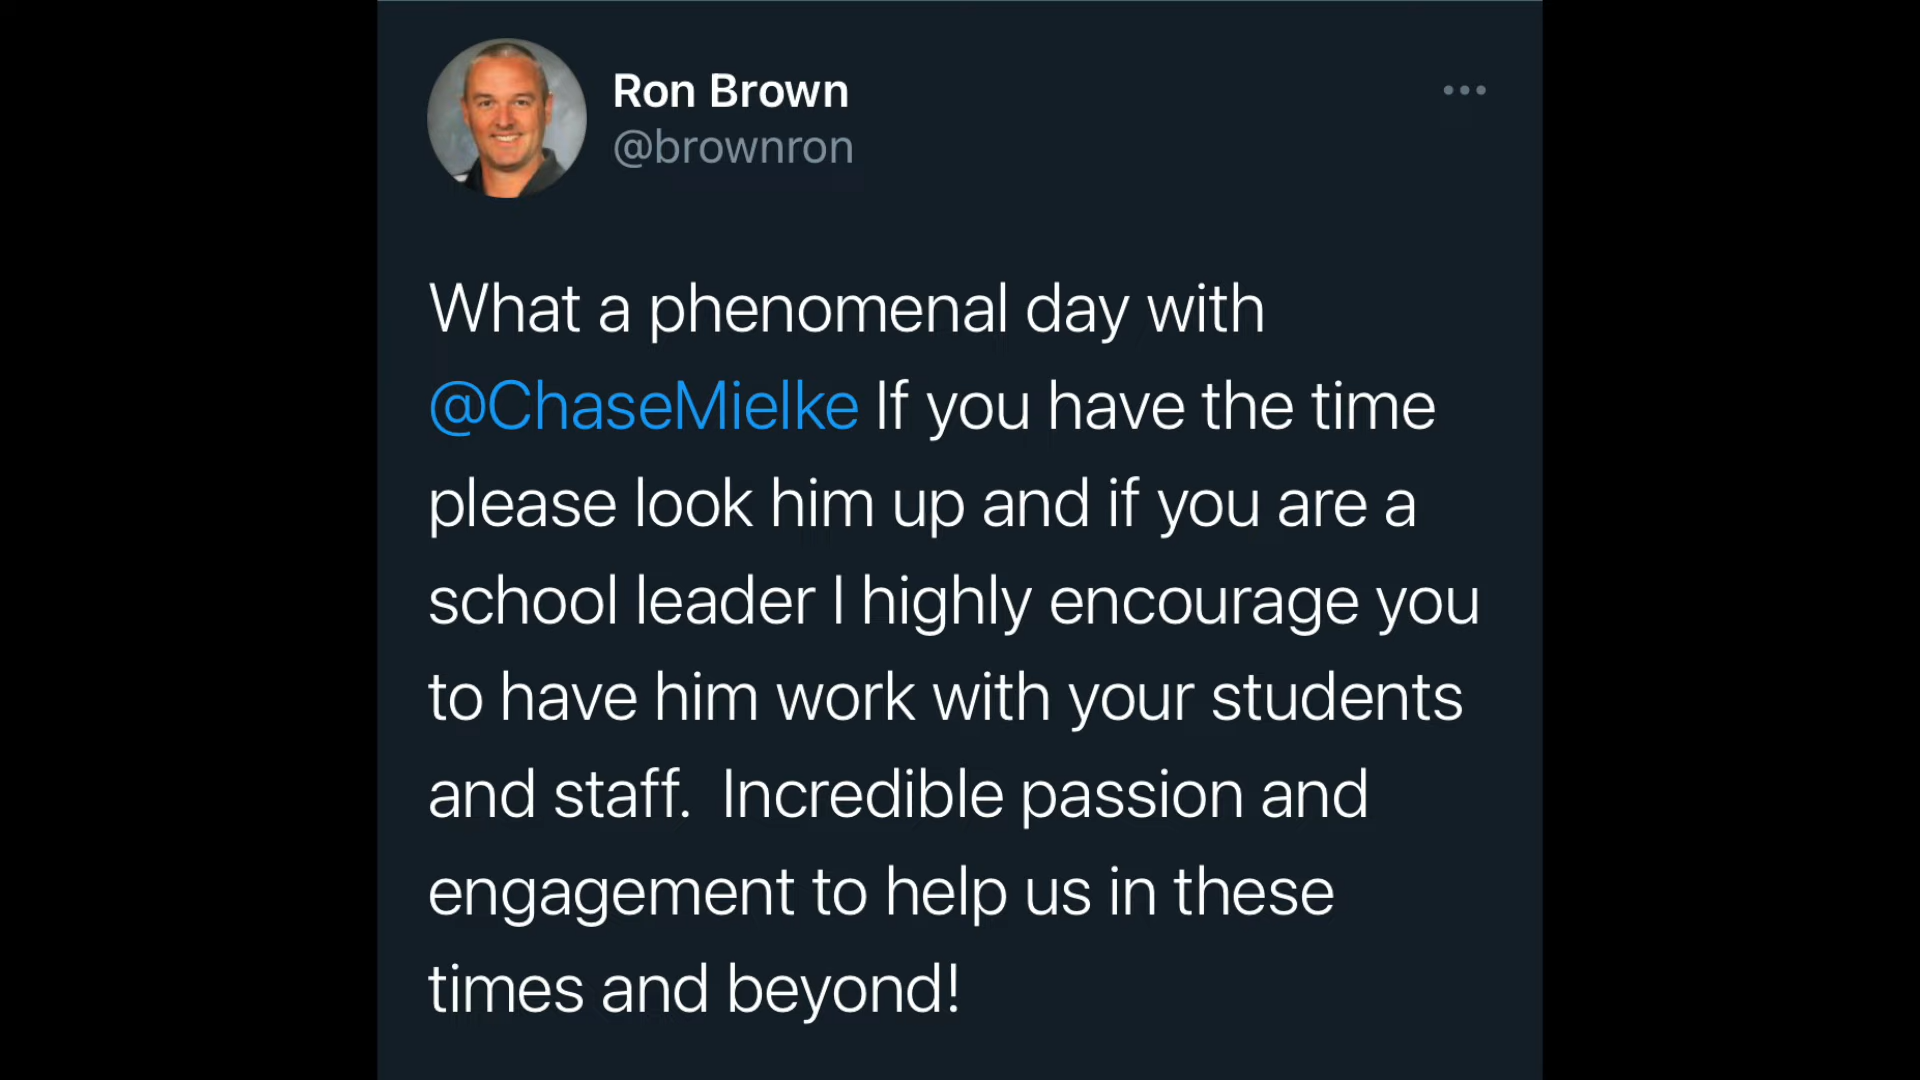 Ron Brown
@brownron
What a phenomenal day with
@ChaseMielke If you have the time
please look him up and if you are a
school leader I highly encourage you
to have him work with your students
and staff.  Incredible passion and
engagement to help us in these
times and beyond!